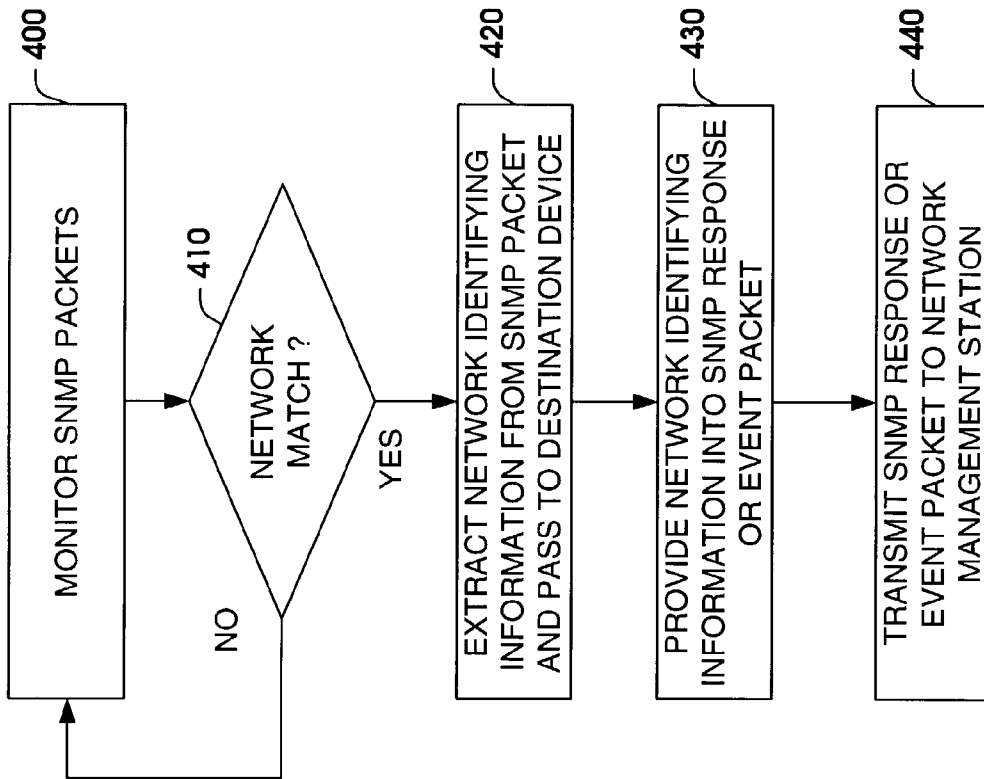 400
MONITOR SNMP PACKETS
410
NETWORK
MATCH ?
NO
YES
420
EXTRACT NETWORK IDENTIFYING
INFORMATION FROM SNMP PACKET
AND PASS TO DESTINATION DEVICE
430
PROVIDE NETWORK IDENTIFYING
INFORMATION INTO SNMP RESPONSE
OR EVENT PACKET
440
TRANSMIT SNMP RESPONSE OR
EVENT PACKET TO NETWORK
MANAGEMENT STATION